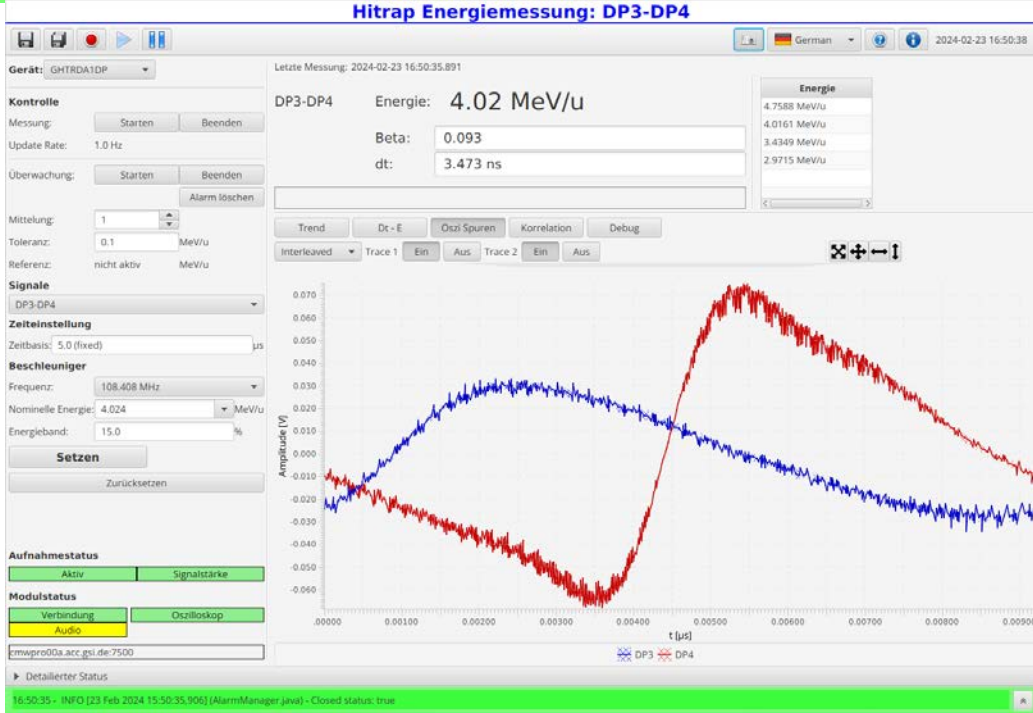 Hitrap Energiemessung: DP3-DP4
German
2024-02-23 16:50:38
Gerät: GHTRDA1DP
Letzte Messung: 2024-02-23 16:50:35.891
Kontrolle
Messung: Starten Beenden
Update Rate: 1.0 Hz
Überwachung: Starten Beenden
Alarm löschen
Mittelung: 1
Toleranz: 0.1 MeV/u
Referenz: nicht aktiv MeV/u
Signale
DP3-DP4
Zeiteinstellung
Zeitbasis: 5.0 (fixed) µs
Beschleuniger
Frequenz: 108.408 MHz
Nominelle Energie: 4.024 MeV/u
Energieband: 15.0 %
Setzen
Zurücksetzen
Aufnahmestatus
Aktiv Signalstärke
Modulstatus
Verbindung Oszilloskop
Audio
cmwpro00a.acc.gsi.de:7500
DP3-DP4 Energie: 4.02 MeV/u
Beta: 0.093
dt: 3.473 ns
Energie
4.7588 MeV/u
4.0161 MeV/u
3.4349 MeV/u
2.9715 MeV/u
Trend Dt - E Oszi Spuren Korrelation Debug
Interleaved Trace 1 Ein Aus Trace 2 Ein Aus
Amplitude [V]
0.070
0.060
0.050
0.040
0.030
0.020
0.010
0.000
-0.010
-0.020
-0.030
-0.040
-0.050
-0.060
.00000 0.00100 0.00200 0.00300 0.00400 0.00500 0.00600 0.00700 0.00800 0.0090
t [µs]
DP3 DP4
Detailierter Status
16:50:35 - INFO [23 Feb 2024 15:50:35,906] (AlarmManager.java) - Closed status: true